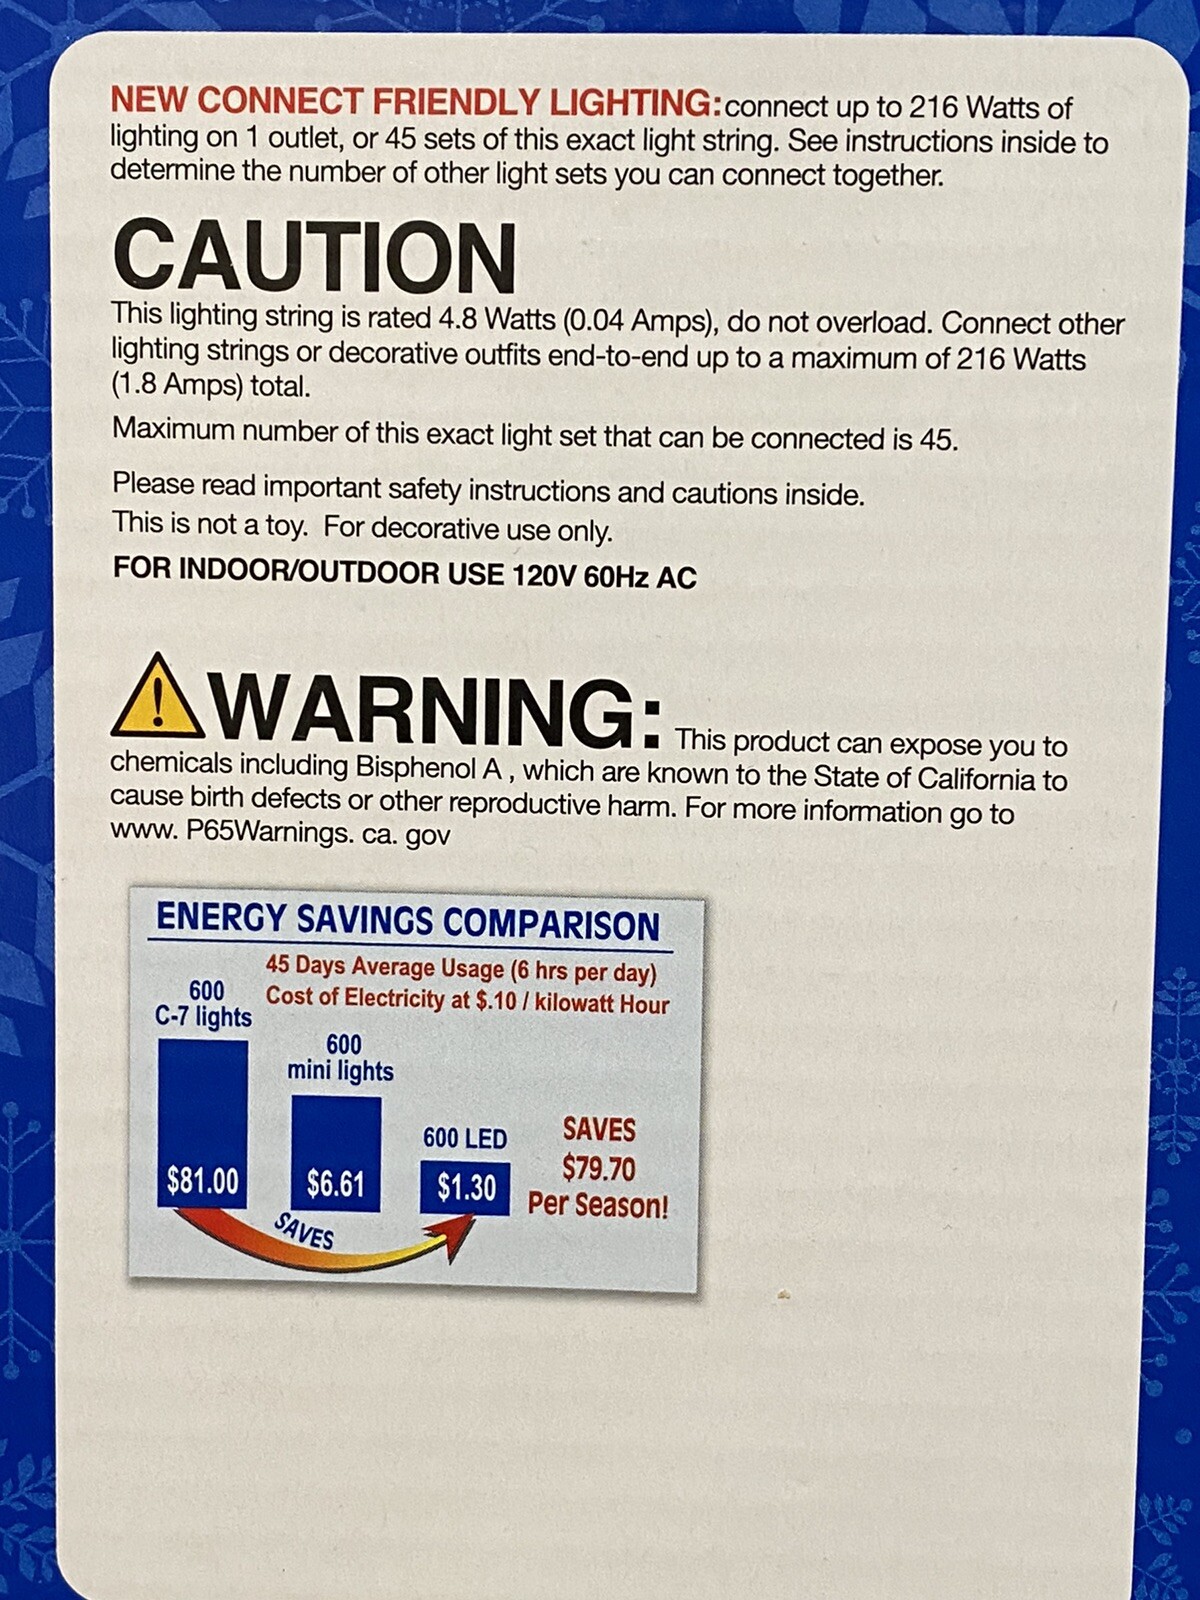 NEW CONNECT FRIENDLY LIGHTING: connect up to 216 Watts of
lighting on 1 outlet, or 45 sets of this exact light string. See instructions inside to
determine the number of other light sets you can connect together.
CAUTION
This lighting string is rated 4.8 Watts (0.04 Amps), do not overload. Connect other
lighting strings or decorative outfits end-to-end up to a maximum of 216 Watts
(1.8 Amps) total.
Maximum number of this exact light set that can be connected is 45.
Please read important safety instructions and cautions inside.
This is not a toy. For decorative use only.
FOR INDOOR/OUTDOOR USE 120V 60Hz AC
! WARNING: This product can expose you to
chemicals including Bisphenol A , which are known to the State of California to
cause birth defects or other reproductive harm. For more information go to
www. P65Warnings. ca. gov
ENERGY SAVINGS COMPARISON
45 Days Average Usage (6 hrs per day)
Cost of Electricity at $.10 / kilowatt Hour
600
C-7 lights
$81.00
600
mini lights
$6.61
600 LED
$1.30
SAVES
SAVES
$79.70
Per Season!